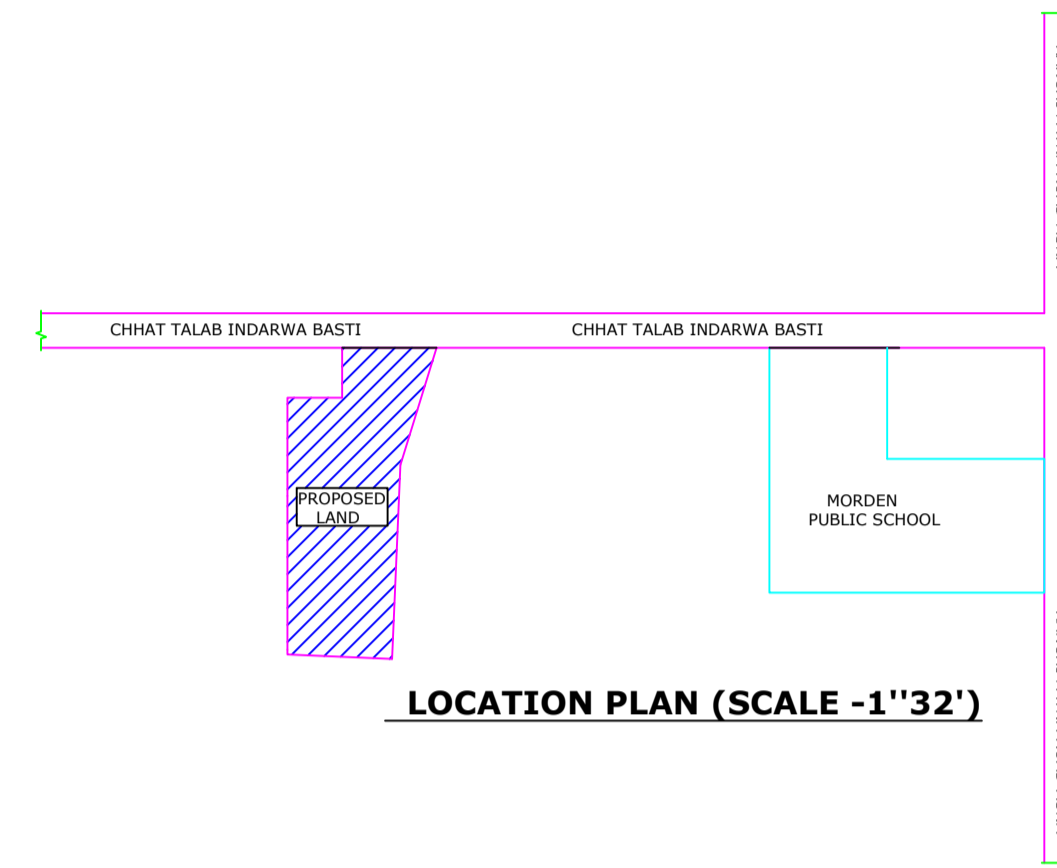 CHHAT TALAB INDARWA BASTI
CHHAT TALAB INDARWA BASTI
PROPOSED
LAND
MORDEN
PUBLIC SCHOOL
LOCATION PLAN (SCALE -1''32')